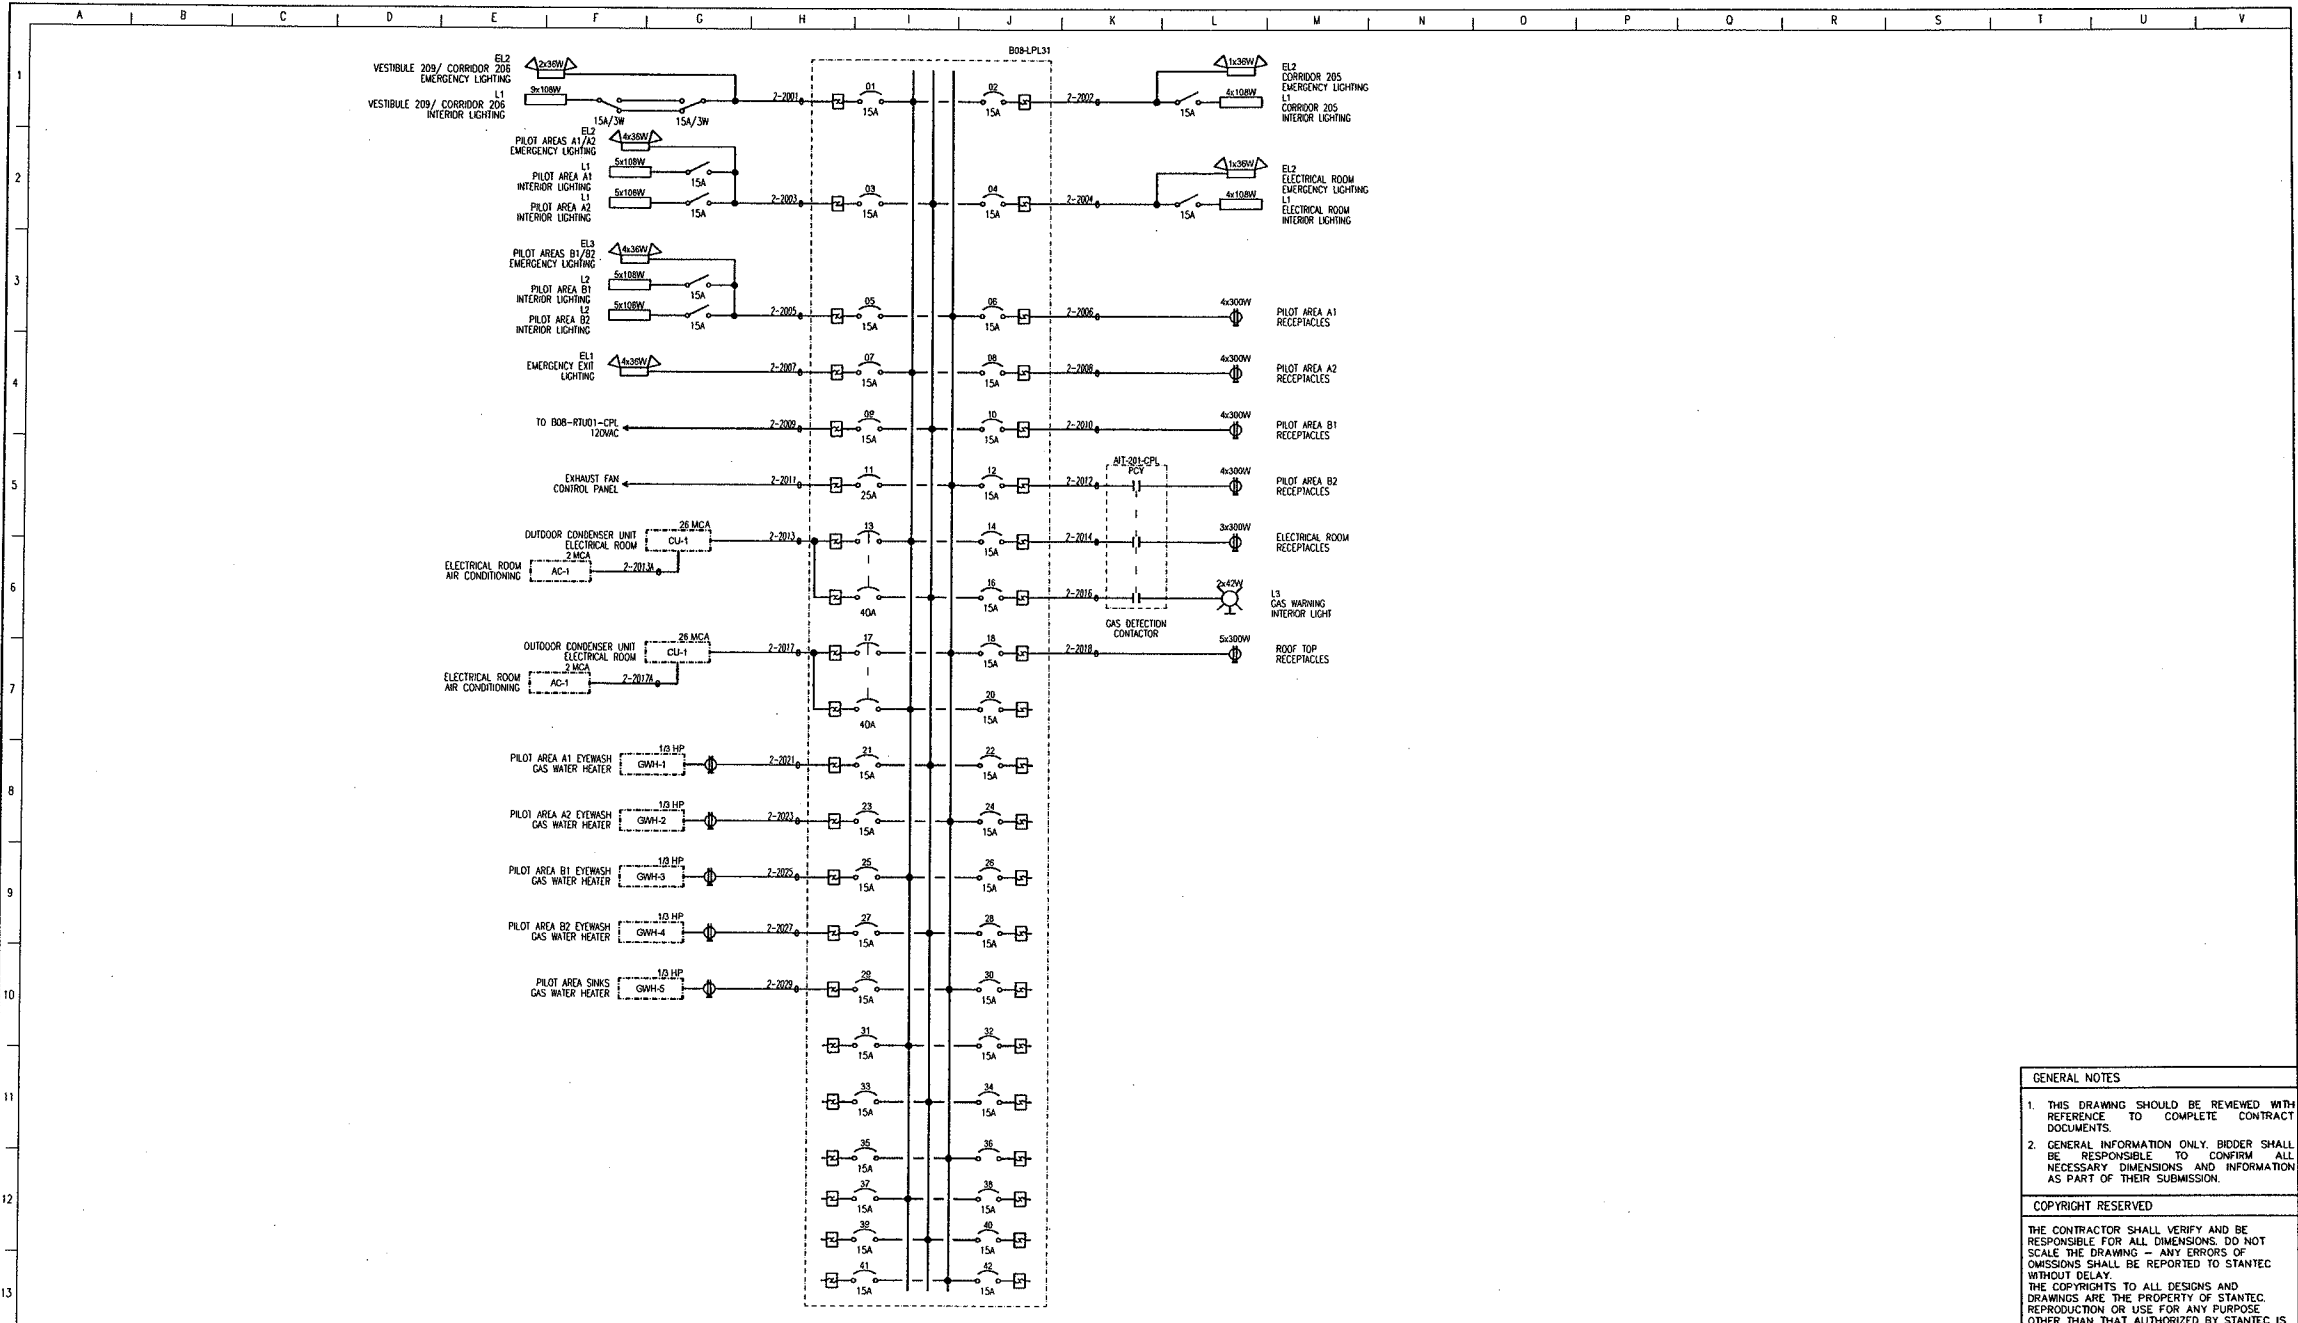 A B C D E F G H I J K L M N O P Q R S T U V
B08-LPL31
1
EL2
VESTIBULE 209/ CORRIDOR 206
EMERGENCY LIGHTING
2x36W
L1
VESTIBULE 209/ CORRIDOR 206
INTERIOR LIGHTING
9x108W
15A/3W
15A/3W
2-2001
01
15A
02
15A
2-2002
1x36W
EL2
CORRIDOR 205
EMERGENCY LIGHTING
15A
4x108W
L1
CORRIDOR 205
INTERIOR LIGHTING
2
EL2
PILOT AREAS A1/A2
EMERGENCY LIGHTING
4x36W
L1
PILOT AREA A1
INTERIOR LIGHTING
5x108W
15A
L1
PILOT AREA A2
INTERIOR LIGHTING
5x108W
15A
2-2003
03
15A
04
15A
2-2004
1x36W
EL2
ELECTRICAL ROOM
EMERGENCY LIGHTING
15A
4x108W
L1
ELECTRICAL ROOM
INTERIOR LIGHTING
3
EL3
PILOT AREAS B1/B2
EMERGENCY LIGHTING
4x36W
L2
PILOT AREA B1
INTERIOR LIGHTING
5x108W
15A
L2
PILOT AREA B2
INTERIOR LIGHTING
5x108W
15A
2-2005
05
15A
06
15A
2-2006
4x300W
PILOT AREA A1
RECEPTACLES
4
EL1
EMERGENCY EXIT
LIGHTING
4x36W
2-2007
07
15A
08
15A
2-2008
4x300W
PILOT AREA A2
RECEPTACLES
TO B08-RTU01-CPL
120VAC
2-2009
09
15A
10
15A
2-2010
4x300W
PILOT AREA B1
RECEPTACLES
5
EXHAUST FAN
CONTROL PANEL
2-2011
11
25A
12
15A
2-2012
AIT-201-CPL
PCY
4x300W
PILOT AREA B2
RECEPTACLES
OUTDOOR CONDENSER UNIT
ELECTRICAL ROOM
26 MCA
CU-1
2-2013
13
14
15A
2-2014
3x300W
ELECTRICAL ROOM
RECEPTACLES
6
ELECTRICAL ROOM
AIR CONDITIONING
2 MCA
AC-1
2-2013A
40A
16
15A
2-2016
2x42W
L3
GAS WARNING
INTERIOR LIGHT
GAS DETECTION
CONTACTOR
OUTDOOR CONDENSER UNIT
ELECTRICAL ROOM
26 MCA
CU-1
2-2017
17
18
15A
2-2018
5x300W
ROOF TOP
RECEPTACLES
7
ELECTRICAL ROOM
AIR CONDITIONING
2 MCA
AC-1
2-2017A
40A
20
15A
8
PILOT AREA A1 EYEWASH
GAS WATER HEATER
1/3 HP
GWH-1
2-2021
21
15A
22
15A
PILOT AREA A2 EYEWASH
GAS WATER HEATER
1/3 HP
GWH-2
2-2023
23
15A
24
15A
9
PILOT AREA B1 EYEWASH
GAS WATER HEATER
1/3 HP
GWH-3
2-2025
25
15A
26
15A
PILOT AREA B2 EYEWASH
GAS WATER HEATER
1/3 HP
GWH-4
2-2027
27
15A
28
15A
10
PILOT AREA SINKS
GAS WATER HEATER
1/3 HP
GWH-5
2-2029
29
15A
30
15A
31
15A
32
15A
11
33
15A
34
15A
35
15A
36
15A
12
37
15A
38
15A
39
15A
40
15A
13
41
15A
42
15A
GENERAL NOTES
1. THIS DRAWING SHOULD BE REVIEWED WITH
REFERENCE TO COMPLETE CONTRACT
DOCUMENTS.
2. GENERAL INFORMATION ONLY. BIDDER SHALL
BE RESPONSIBLE TO CONFIRM ALL
NECESSARY DIMENSIONS AND INFORMATION
AS PART OF THEIR SUBMISSION.
COPYRIGHT RESERVED
THE CONTRACTOR SHALL VERIFY AND BE
RESPONSIBLE FOR ALL DIMENSIONS. DO NOT
SCALE THE DRAWING – ANY ERRORS OF
OMISSIONS SHALL BE REPORTED TO STANTEC
WITHOUT DELAY.
THE COPYRIGHTS TO ALL DESIGNS AND
DRAWINGS ARE THE PROPERTY OF STANTEC.
REPRODUCTION OR USE FOR ANY PURPOSE
OTHER THAN THAT AUTHORIZED BY STANTEC IS